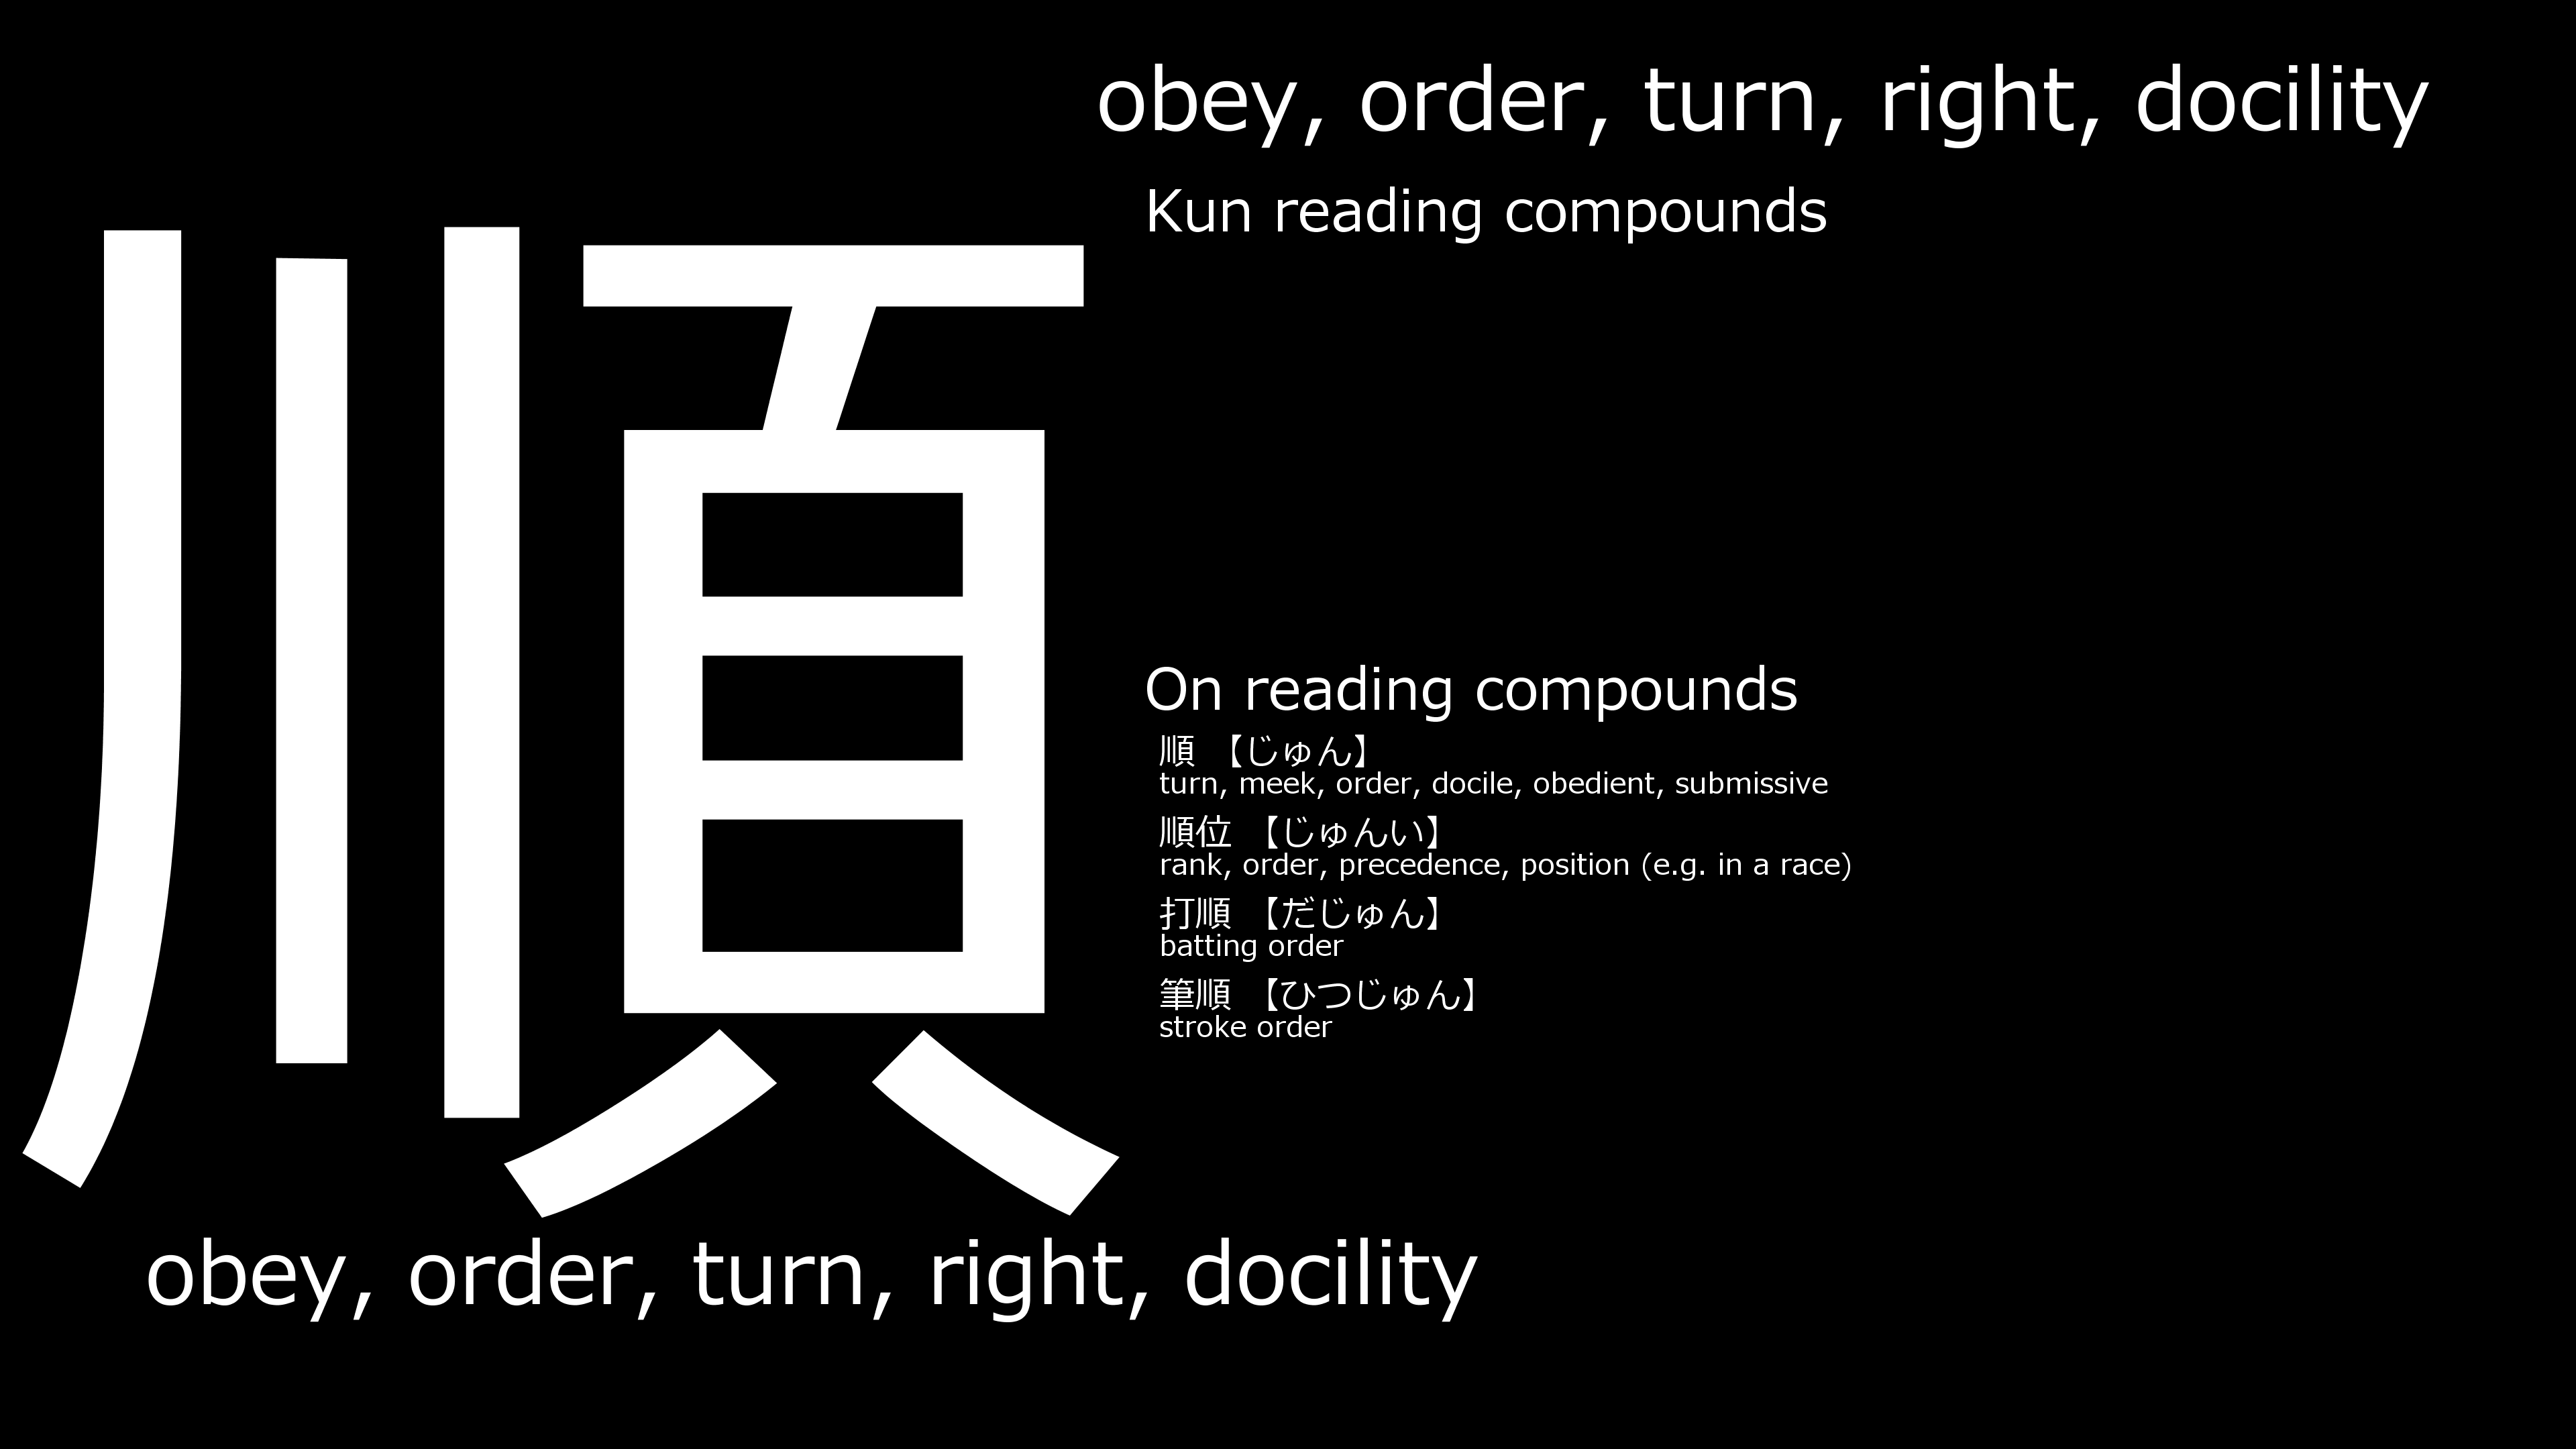 順
obey, order, turn, right, docility
Kun reading compounds
On reading compounds
順 【じゅん】
turn, meek, order, docile, obedient, submissive
順位 【じゅんい】
rank, order, precedence, position (e.g. in a race)
打順 【だじゅん】
batting order
筆順 【ひつじゅん】
stroke order
obey, order, turn, right, docility